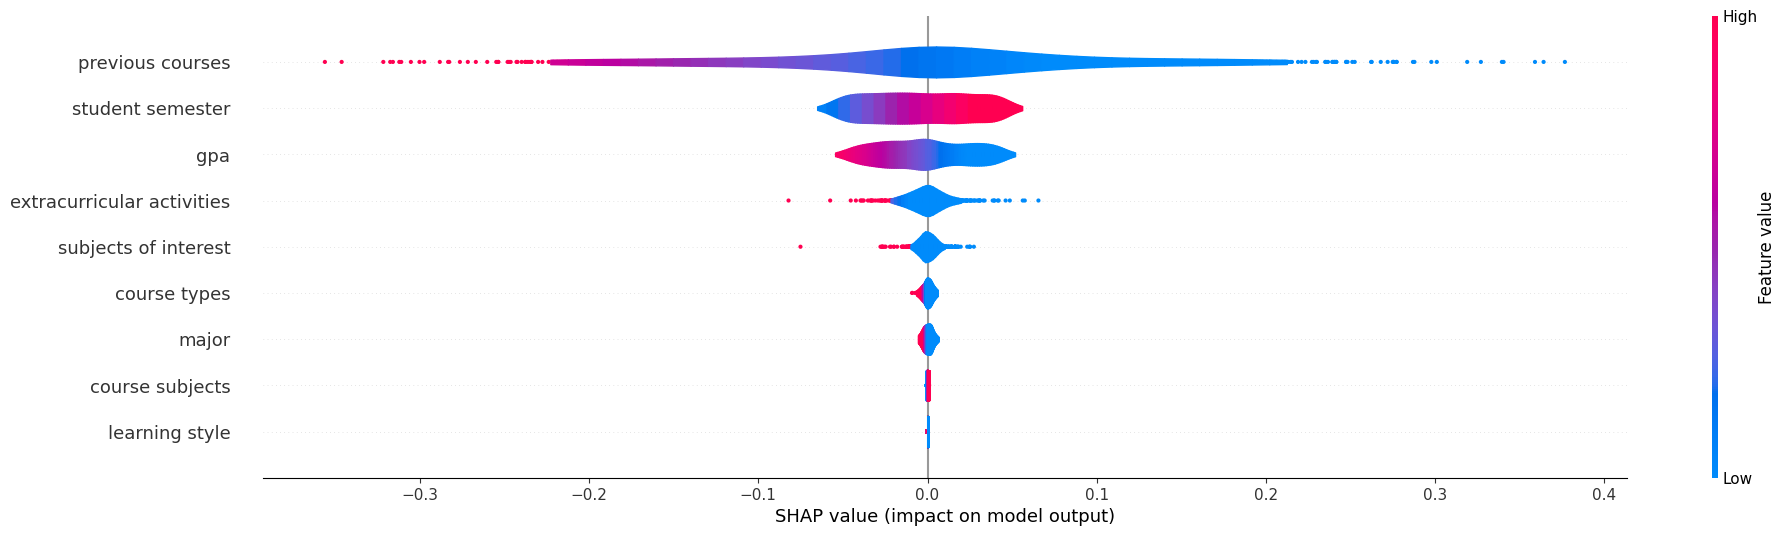 High
previous courses
student semester
gpa
extracurricular activities
subjects of interest
course types
major
course subjects
learning style
Feature value
Low
−0.3 −0.2 −0.1 0.0 0.1 0.2 0.3 0.4
SHAP value (impact on model output)